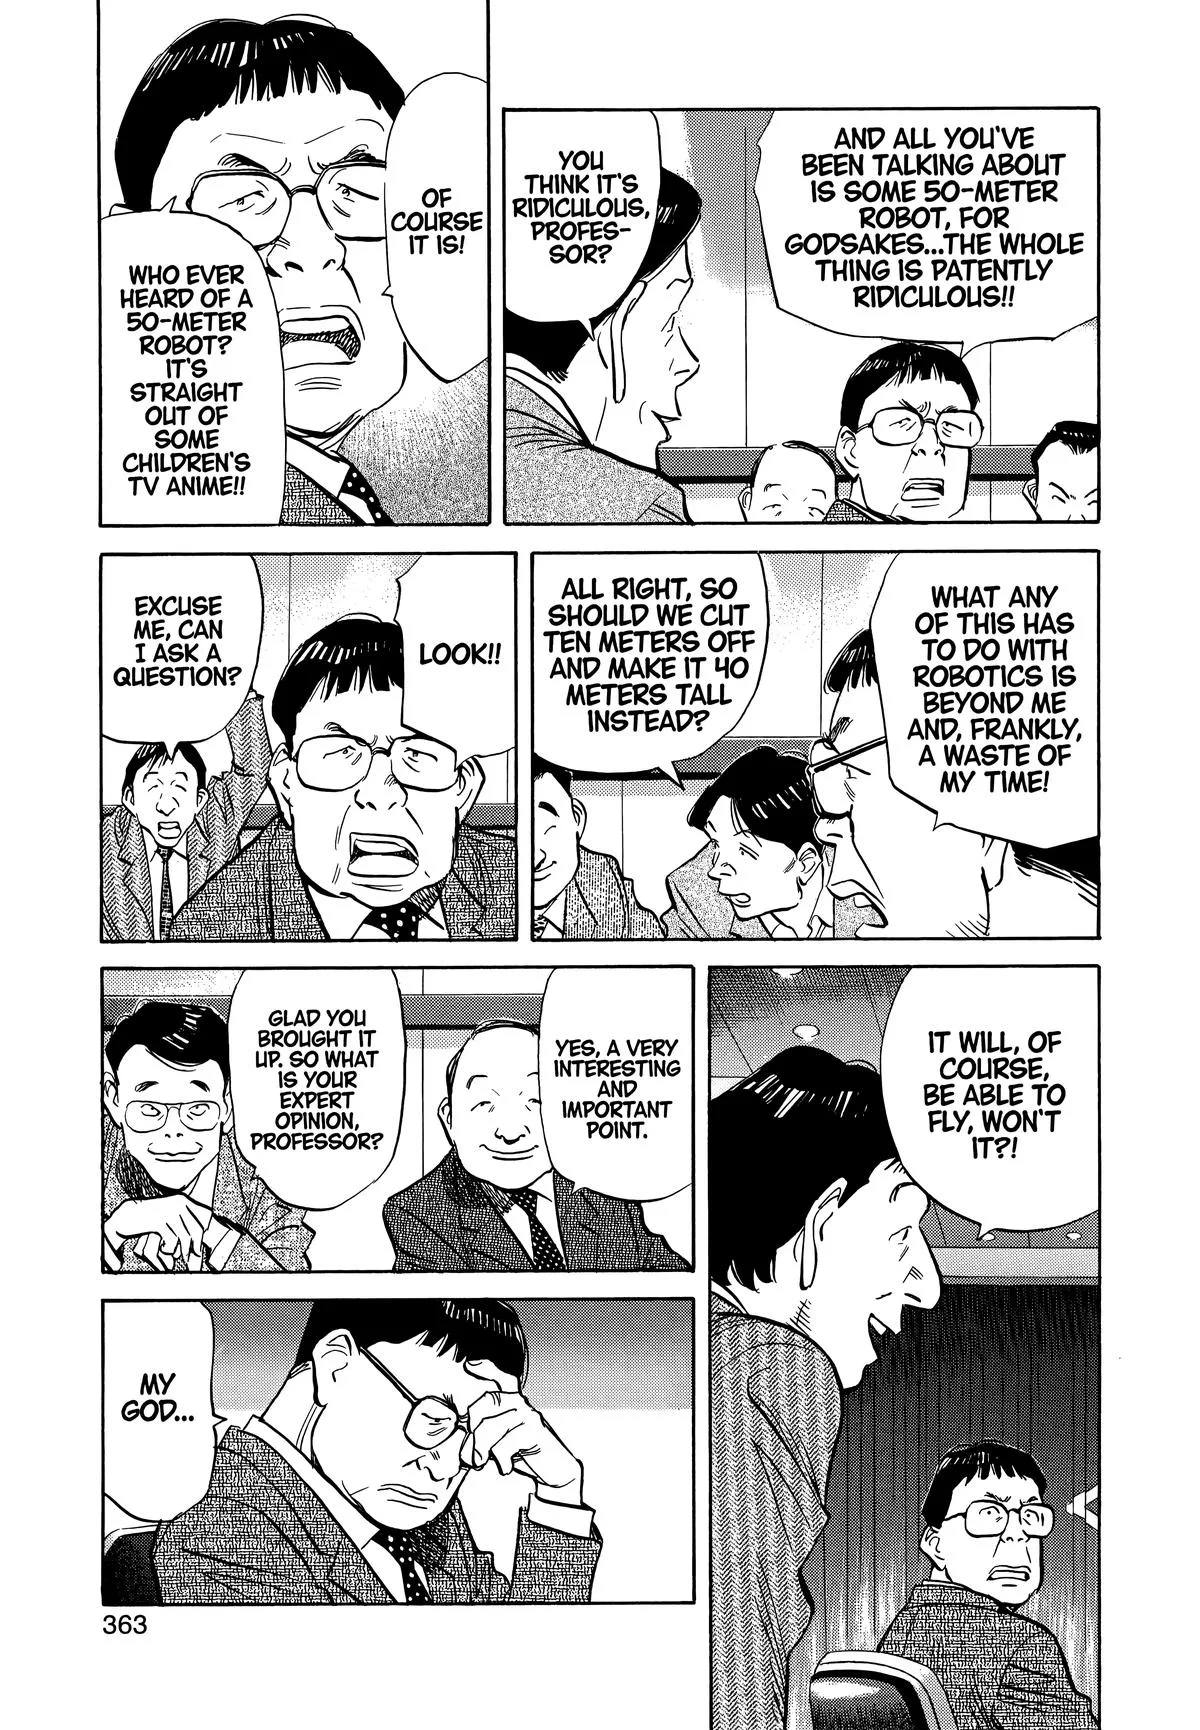 AND ALL YOU'VE
BEEN TALKING ABOUT
IS SOME 50-METER
ROBOT, FOR
GODSAKES...THE WHOLE
THING IS PATENTLY
RIDICULOUS!!
YOU
THINK IT'S
RIDICULOUS,
PROFES-
SOR?
OF
COURSE
IT IS!
WHO EVER
HEARD OF A
50-METER
ROBOT?
IT'S
STRAIGHT
OUT OF
SOME
CHILDREN'S
TV ANIME!!
WHAT ANY
OF THIS HAS
TO DO WITH
ROBOTICS IS
BEYOND ME
AND, FRANKLY,
A WASTE OF
MY TIME!
ALL RIGHT, SO
SHOULD WE CUT
TEN METERS OFF
AND MAKE IT 40
METERS TALL
INSTEAD?
LOOK!!
EXCUSE
ME, CAN
I ASK A
QUESTION?
IT WILL, OF
COURSE,
BE ABLE TO
FLY, WON'T
IT?!
YES, A VERY
INTERESTING
AND
IMPORTANT
POINT.
GLAD YOU
BROUGHT IT
UP. SO WHAT
IS YOUR
EXPERT
OPINION,
PROFESSOR?
MY
GOD...
363